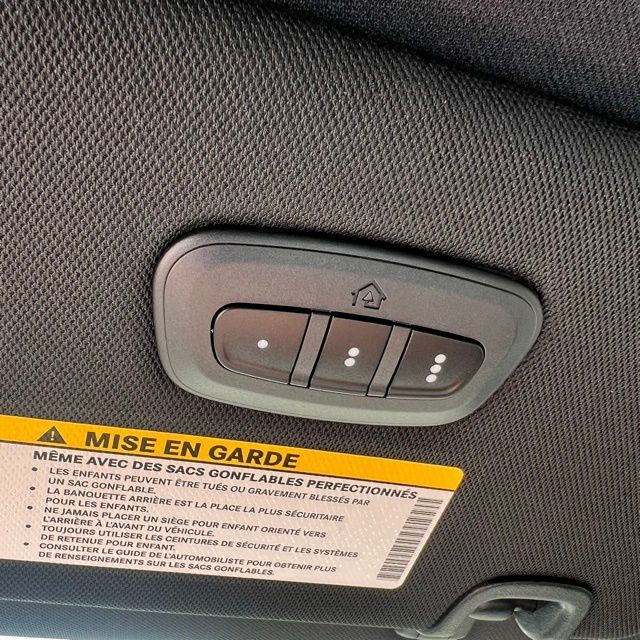 MISE EN GARDE
MÊME AVEC DES SACS GONFLABLES PERFECTIONNÉS
• LES ENFANTS PEUVENT ÊTRE TUÉS OU GRAVEMENT BLESSÉS PAR
UN SAC GONFLABLE.
• LA BANQUETTE ARRIÈRE EST LA PLACE LA PLUS SÉCURITAIRE
POUR LES ENFANTS.
• NE JAMAIS PLACER UN SIÈGE POUR ENFANT ORIENTÉ VERS
L'ARRIÈRE À L'AVANT DU VÉHICULE.
• TOUJOURS UTILISER LES CEINTURES DE SÉCURITÉ ET LES SYSTÈMES
DE RETENUE POUR ENFANT.
• CONSULTER LE GUIDE DE L'AUTOMOBILISTE POUR OBTENIR PLUS
DE RENSEIGNEMENTS SUR LES SACS GONFLABLES.